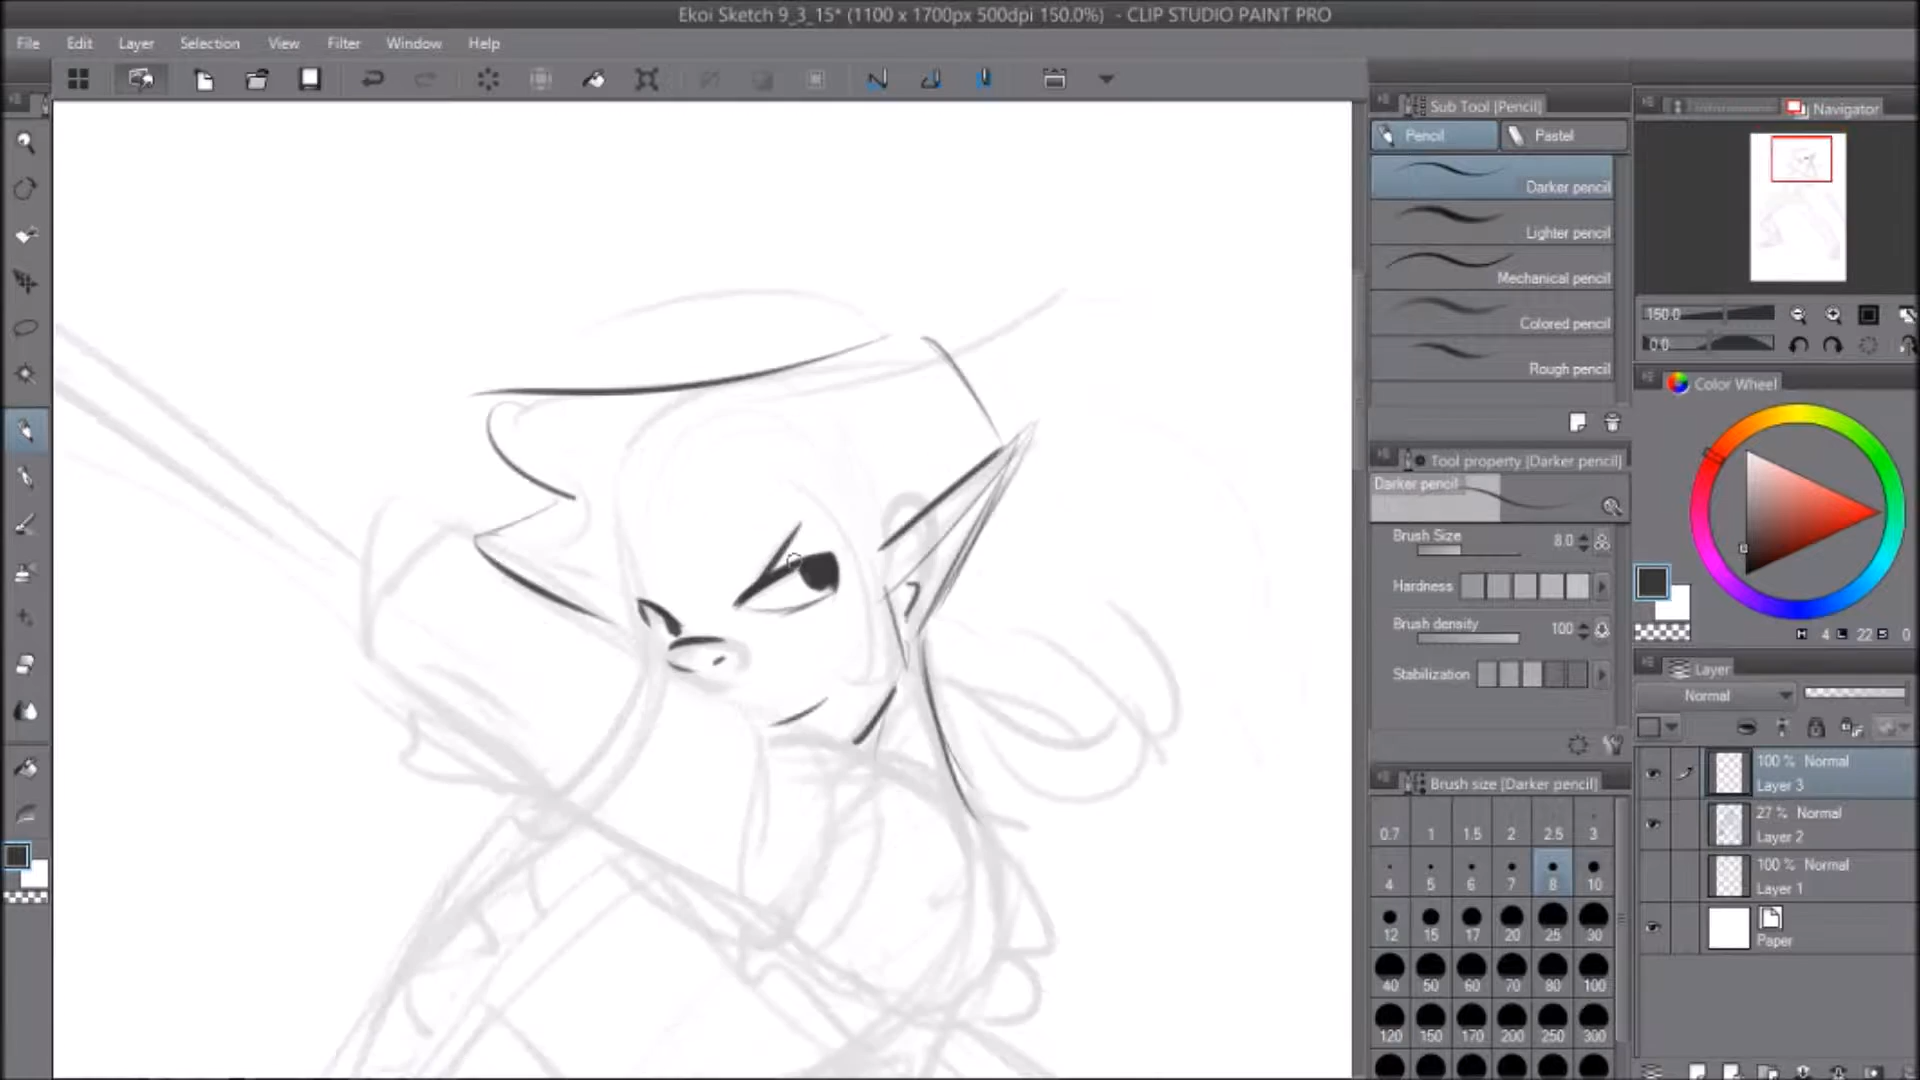 Ekoi Sketch 9_3_15* (1100 x 1700px 500dpi 150.0%) - CLIP STUDIO PAINT PRO
File Edit Layer Selection View Filter Window Help
Sub Tool [Pencil]
Pencil Pastel
Darker pencil
Lighter pencil
Mechanical pencil
Colored pencil
Rough pencil
Tool property [Darker pencil]
Darker pencil
Brush Size 8.0
Hardness
Brush density 100
Stabilization
Brush size [Darker pencil]
0.7 1 1.5 2 2.5 3
4 5 6 7 8 10
12 15 17 20 25 30
40 50 60 70 80 100
120 150 170 200 250 300
Navigator
150.0
0.0
Color Wheel
H 4 L 22 S 0
Layer
Normal
100 % Normal
Layer 3
27 % Normal
Layer 2
100 % Normal
Layer 1
Paper